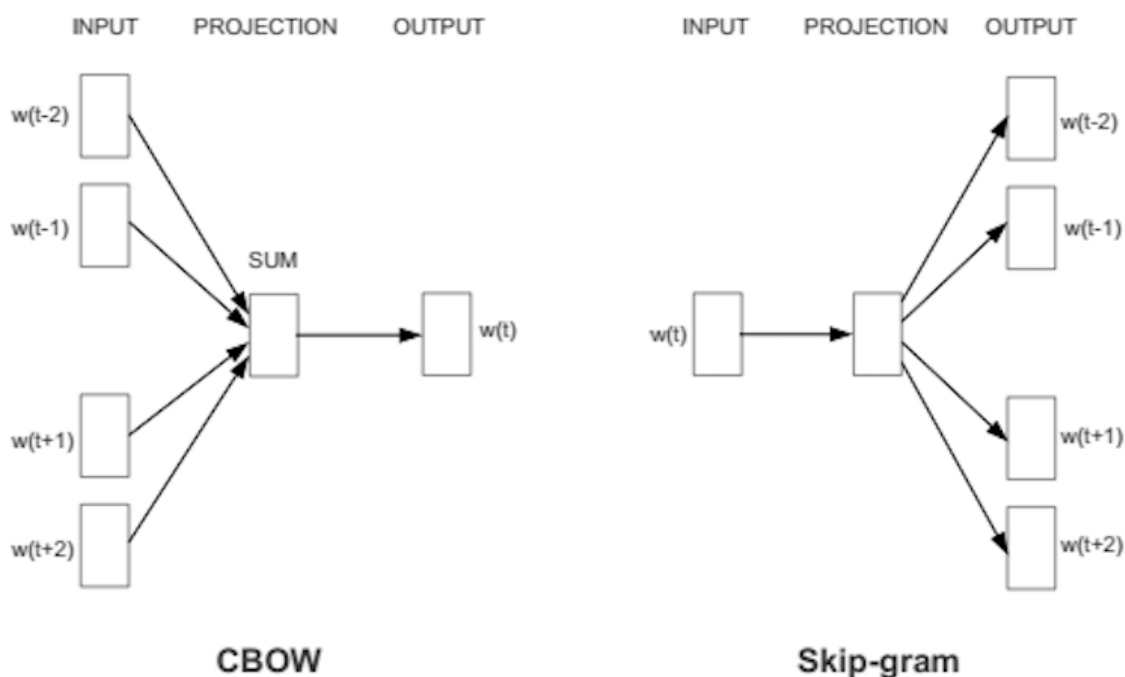 INPUT PROJECTION OUTPUT
w(t-2)
w(t-1)
SUM
w(t)
w(t+1)
w(t+2)
CBOW
INPUT PROJECTION OUTPUT
w(t-2)
w(t-1)
w(t)
w(t+1)
w(t+2)
Skip-gram